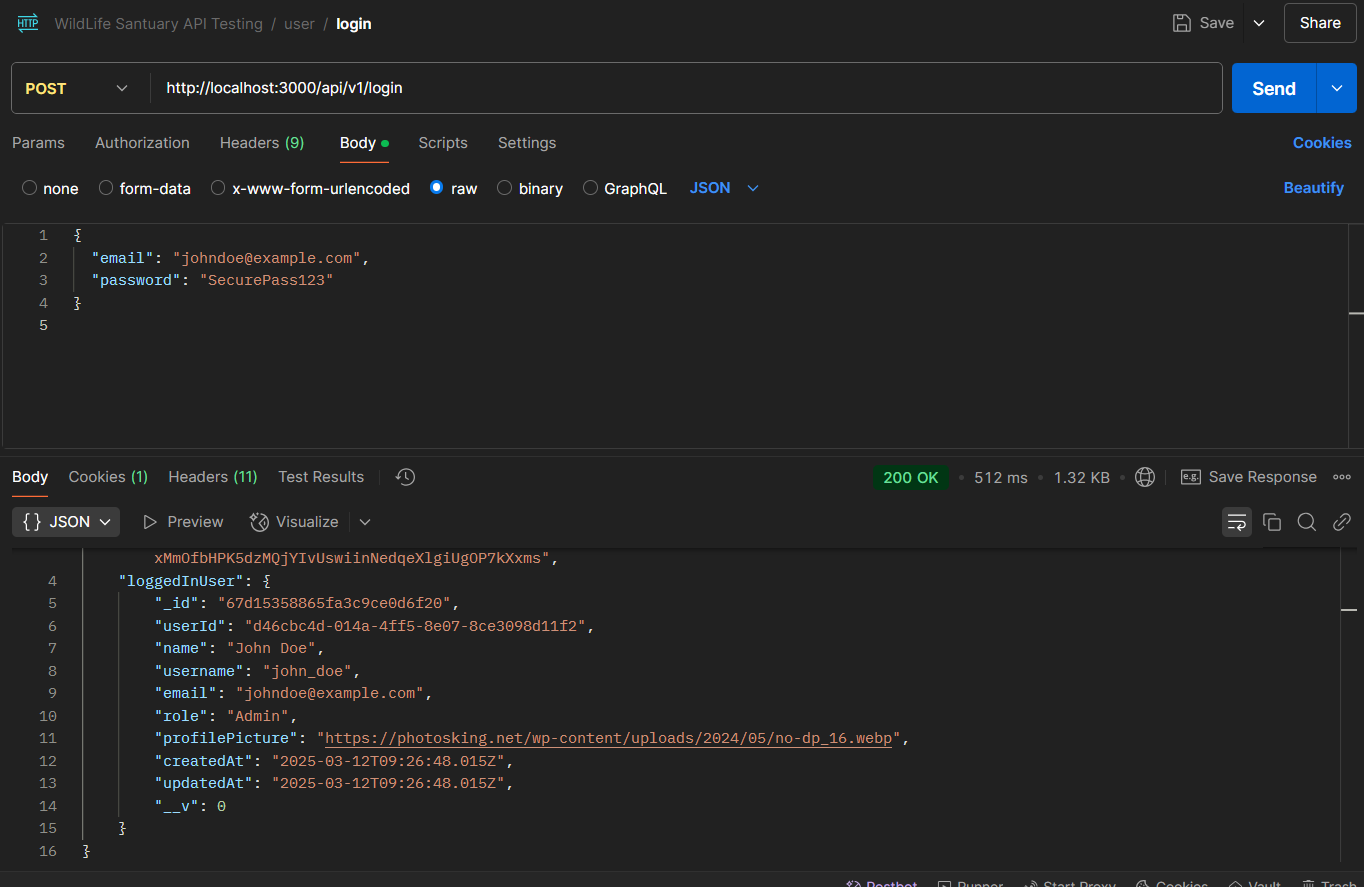 HTTP WildLife Santuary API Testing / user / login Save Share
POST http://localhost:3000/api/v1/login Send
Params Authorization Headers (9) Body Scripts Settings Cookies
none form-data x-www-form-urlencoded raw binary GraphQL JSON Beautify
1 {
2 "email": "johndoe@example.com",
3 "password": "SecurePass123"
4 }
5
Body Cookies (1) Headers (11) Test Results 200 OK 512 ms 1.32 KB e.g. Save Response
{} JSON Preview Visualize
xMmOfbHPK5dzMQjYIvUswiinNedqeXlgiUgOP7kXxms",
4 "loggedInUser": {
5 "_id": "67d15358865fa3c9ce0d6f20",
6 "userId": "d46cbc4d-014a-4ff5-8e07-8ce3098d11f2",
7 "name": "John Doe",
8 "username": "john_doe",
9 "email": "johndoe@example.com",
10 "role": "Admin",
11 "profilePicture": "https://photosking.net/wp-content/uploads/2024/05/no-dp_16.webp",
12 "createdAt": "2025-03-12T09:26:48.015Z",
13 "updatedAt": "2025-03-12T09:26:48.015Z",
14 "__v": 0
15 }
16 }
Postbot Runner Start Proxy Cookies Vault Trash